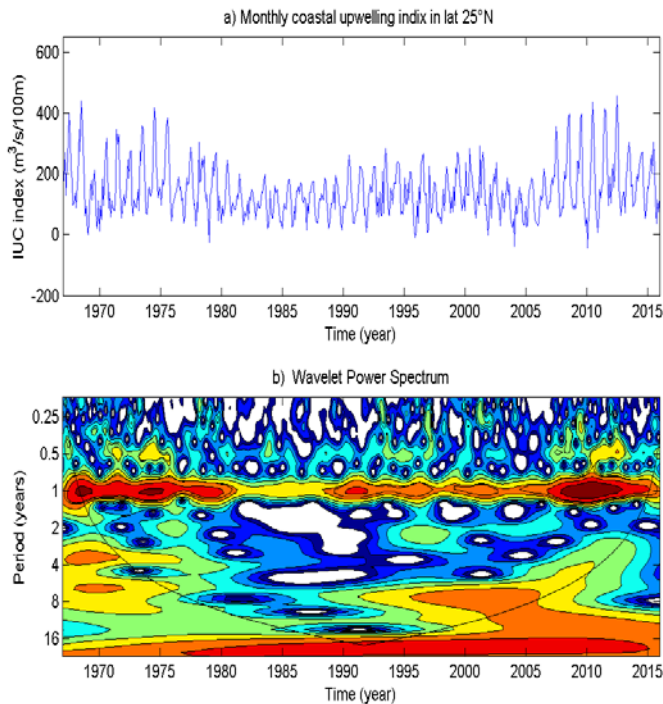 a) Monthly coastal upwelling indix in lat 25°N
600
400
200
0
-200
IUC index (m³/s/100m)
1970 1975 1980 1985 1990 1995 2000 2005 2010 2015
Time (year)
b) Wavelet Power Spectrum
0.25
0.5
1
2
4
8
16
Period (years)
1970 1975 1980 1985 1990 1995 2000 2005 2010 2015
Time (year)